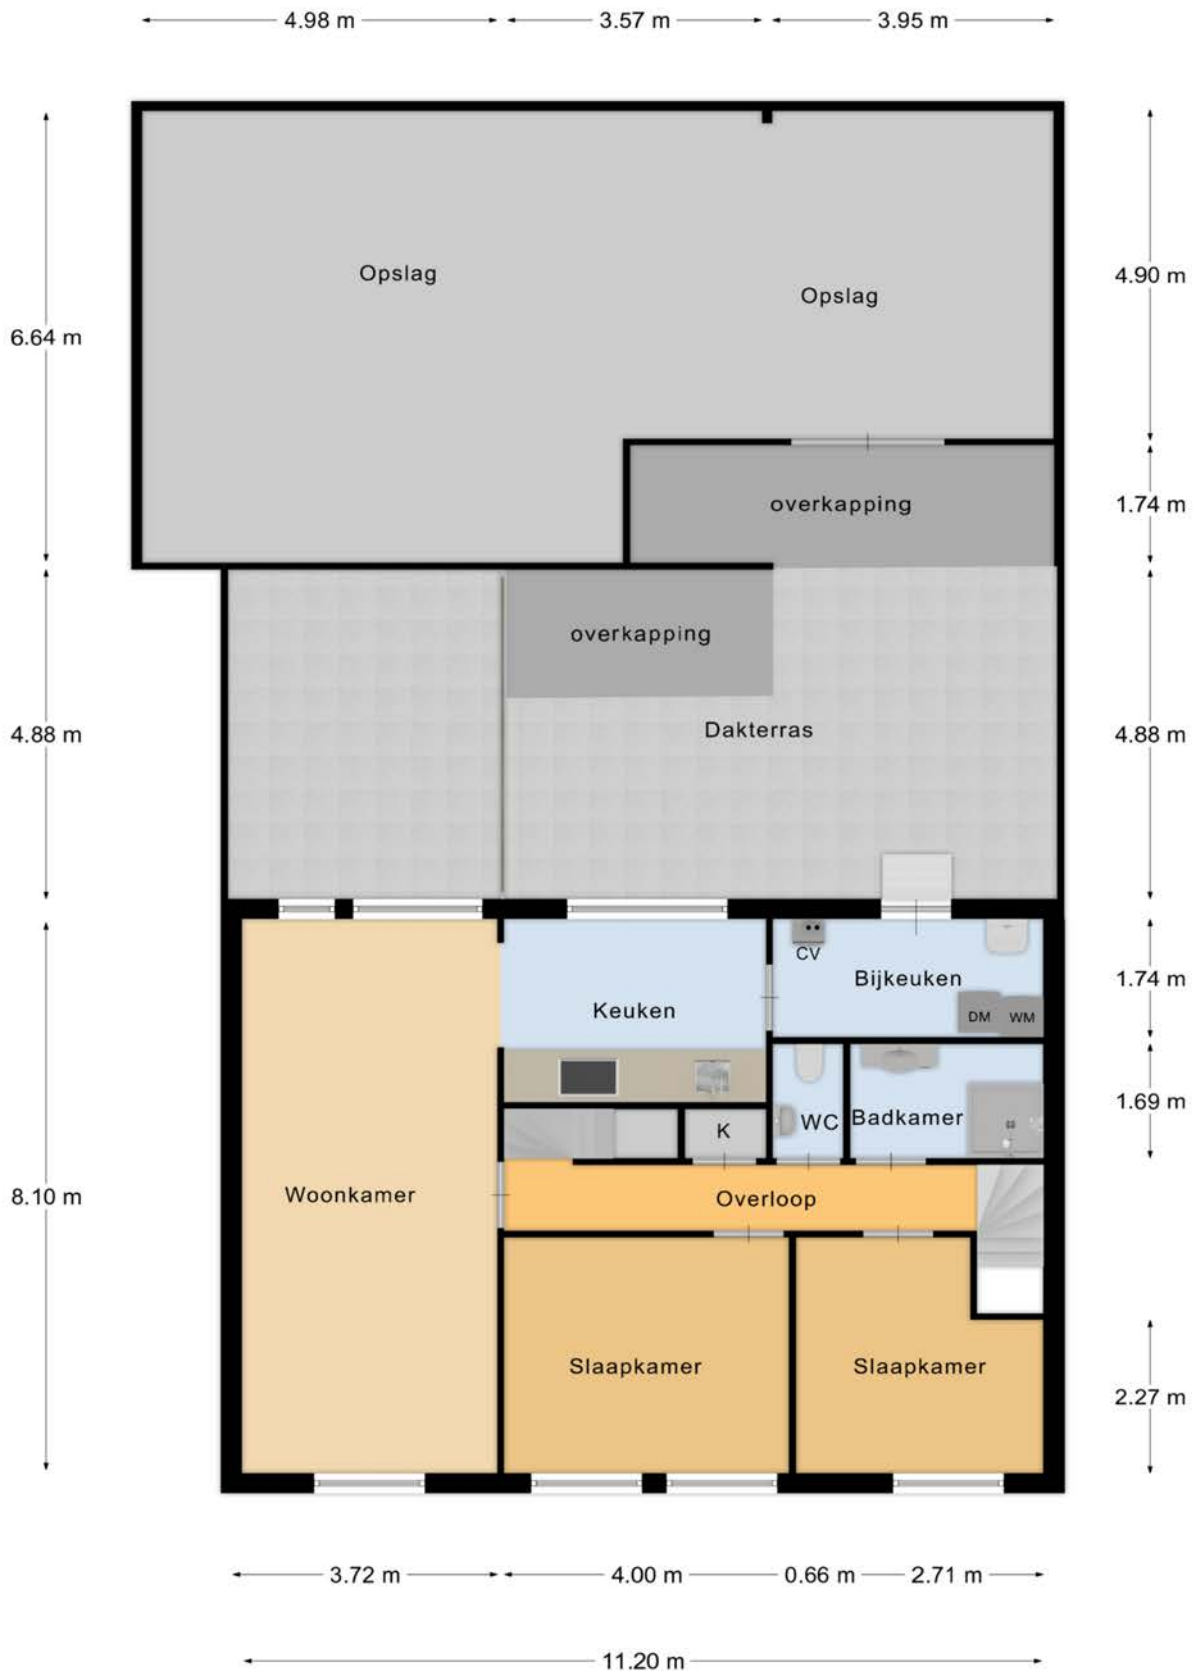 4.98 m
3.57 m
3.95 m
Opslag
Opslag
4.90 m
6.64 m
overkapping
1.74 m
overkapping
Dakterras
4.88 m
4.88 m
CV
Bijkeuken
1.74 m
Keuken
DM
WM
1.69 m
K
WC
Badkamer
Woonkamer
8.10 m
Overloop
Slaapkamer
Slaapkamer
2.27 m
3.72 m
4.00 m
0.66 m
2.71 m
11.20 m